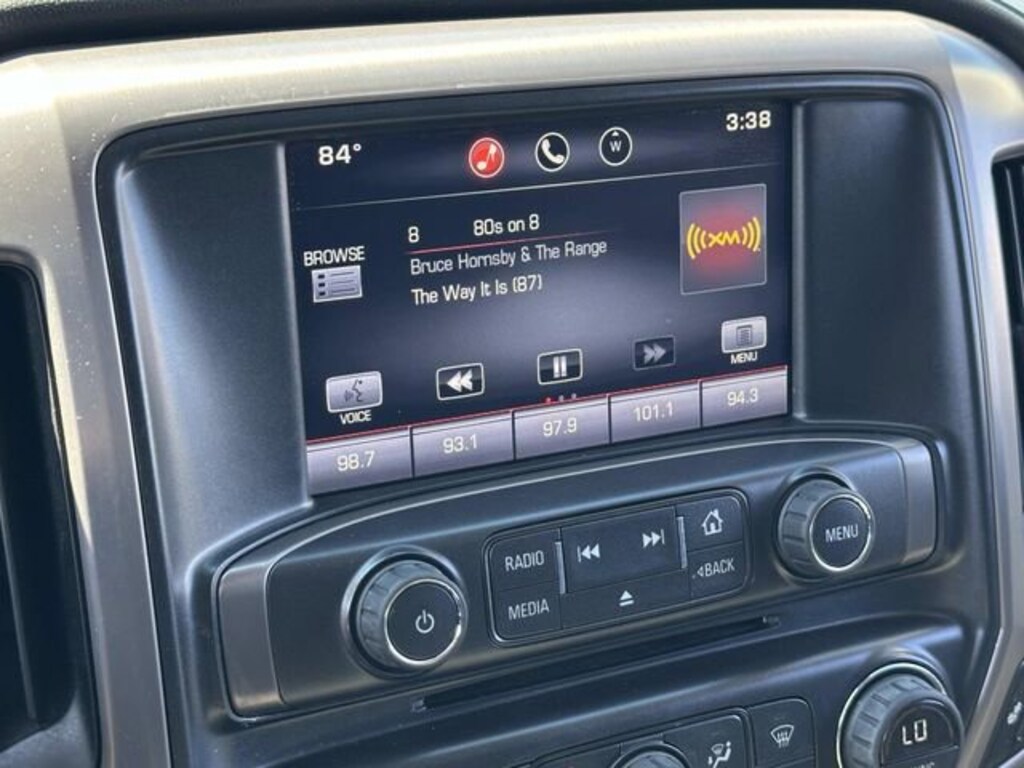 84° W 3:38
8 80s on 8
BROWSE
Bruce Hornsby & The Range
The Way It Is (87)
((XM))
VOICE
MENU
98.7 93.1 97.9 101.1 94.3
RADIO
MEDIA
BACK
MENU
LO